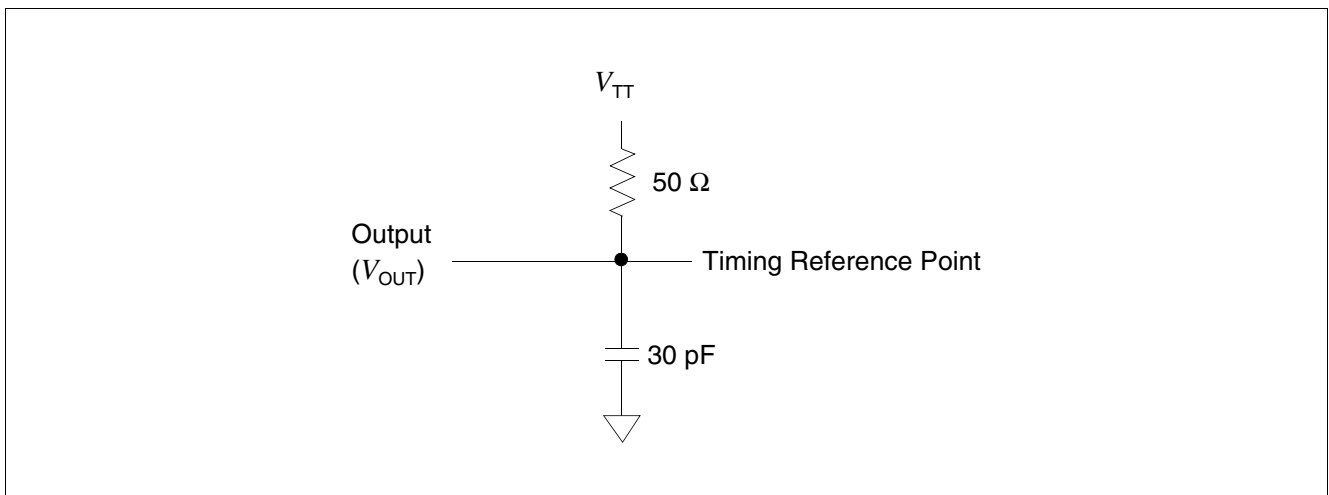 V_TT
50 Ω
Output
(V_OUT)
Timing Reference Point
30 pF